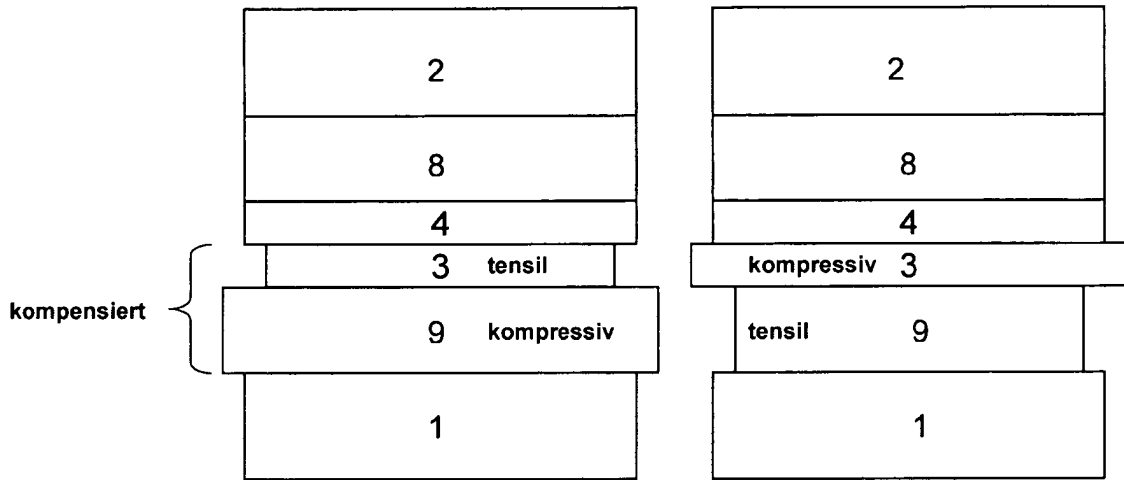 2
8
4
3 tensil
9 kompressiv
1
kompensiert
2
8
4
kompressiv 3
tensil 9
1